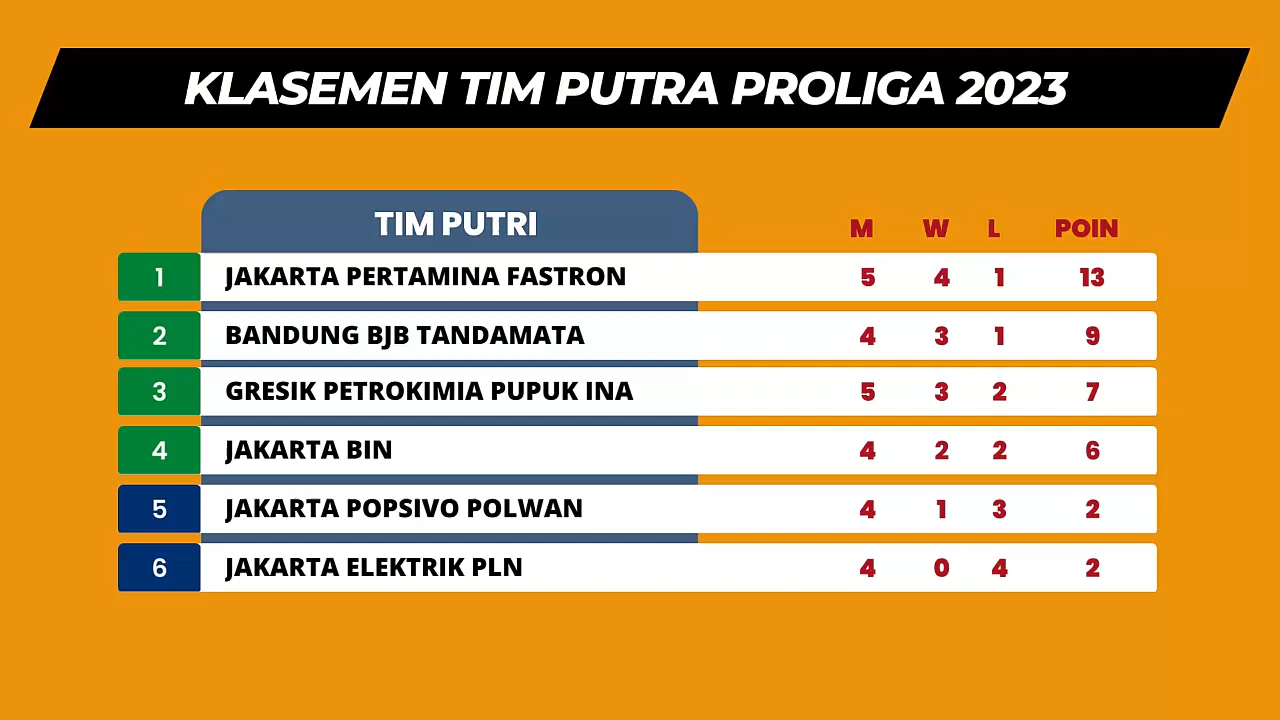 KLASEMEN TIM PUTRA PROLIGA 2023
TIM PUTRI M W L POIN
1 JAKARTA PERTAMINA FASTRON 5 4 1 13
2 BANDUNG BJB TANDAMATA 4 3 1 9
3 GRESIK PETROKIMIA PUPUK INA 5 3 2 7
4 JAKARTA BIN 4 2 2 6
5 JAKARTA POPSIVO POLWAN 4 1 3 2
6 JAKARTA ELEKTRIK PLN 4 0 4 2